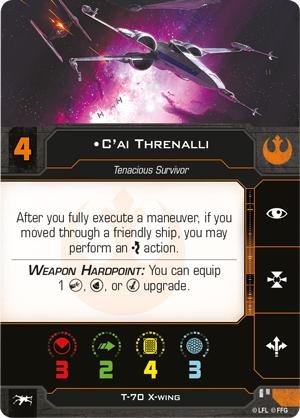 4
•C'ai Threnalli
Tenacious Survivor
After you fully execute a maneuver, if you
moved through a friendly ship, you may
perform an action.
Weapon Hardpoint: You can equip
1 , , or upgrade.
3 2 4 3
T-70 X-wing
© LFL © FFG